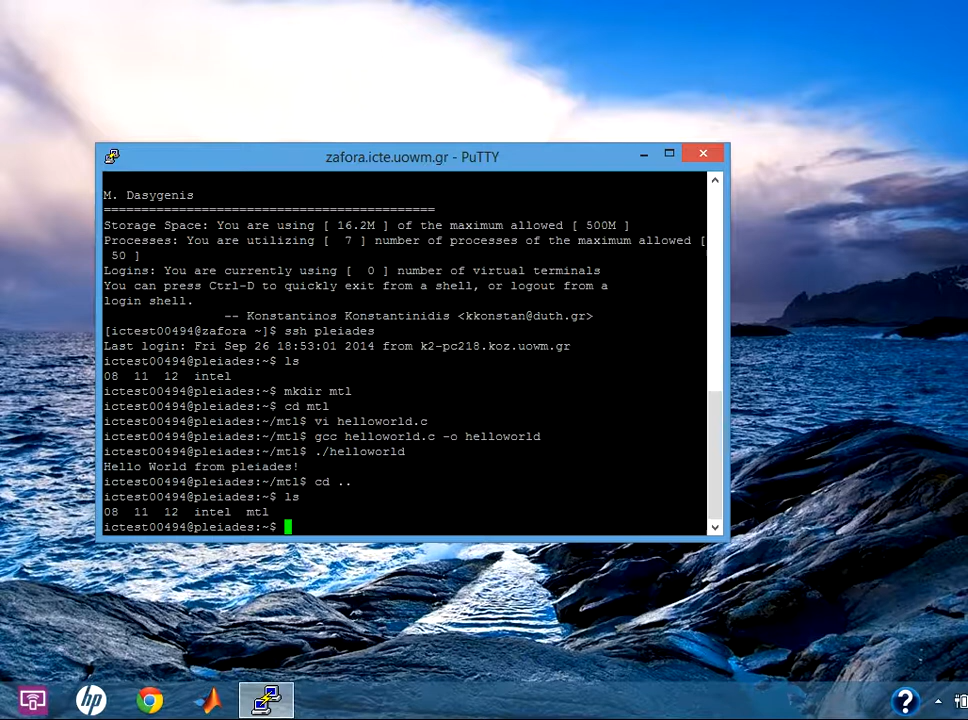 zafora.icte.uowm.gr - PuTTY
M. Dasygenis
============================================
Storage Space: You are using [ 16.2M ] of the maximum allowed [ 500M ]
Processes: You are utilizing [  7 ] number of processes of the maximum allowed [
 50 ]
Logins: You are currently using [  0 ] number of virtual terminals
You can press Ctrl-D to quickly exit from a shell, or logout from a
login shell.
                -- Konstantinos Konstantinidis <kkonstan@duth.gr>
[ictest00494@zafora ~]$ ssh pleiades
Last login: Fri Sep 26 18:53:01 2014 from k2-pc218.koz.uowm.gr
ictest00494@pleiades:~$ ls
08  11  12  intel
ictest00494@pleiades:~$ mkdir mtl
ictest00494@pleiades:~$ cd mtl
ictest00494@pleiades:~/mtl$ vi helloworld.c
ictest00494@pleiades:~/mtl$ gcc helloworld.c -o helloworld
ictest00494@pleiades:~/mtl$ ./helloworld
Hello World from pleiades!
ictest00494@pleiades:~/mtl$ cd ..
ictest00494@pleiades:~$ ls
08  11  12  intel  mtl
ictest00494@pleiades:~$
hp
?